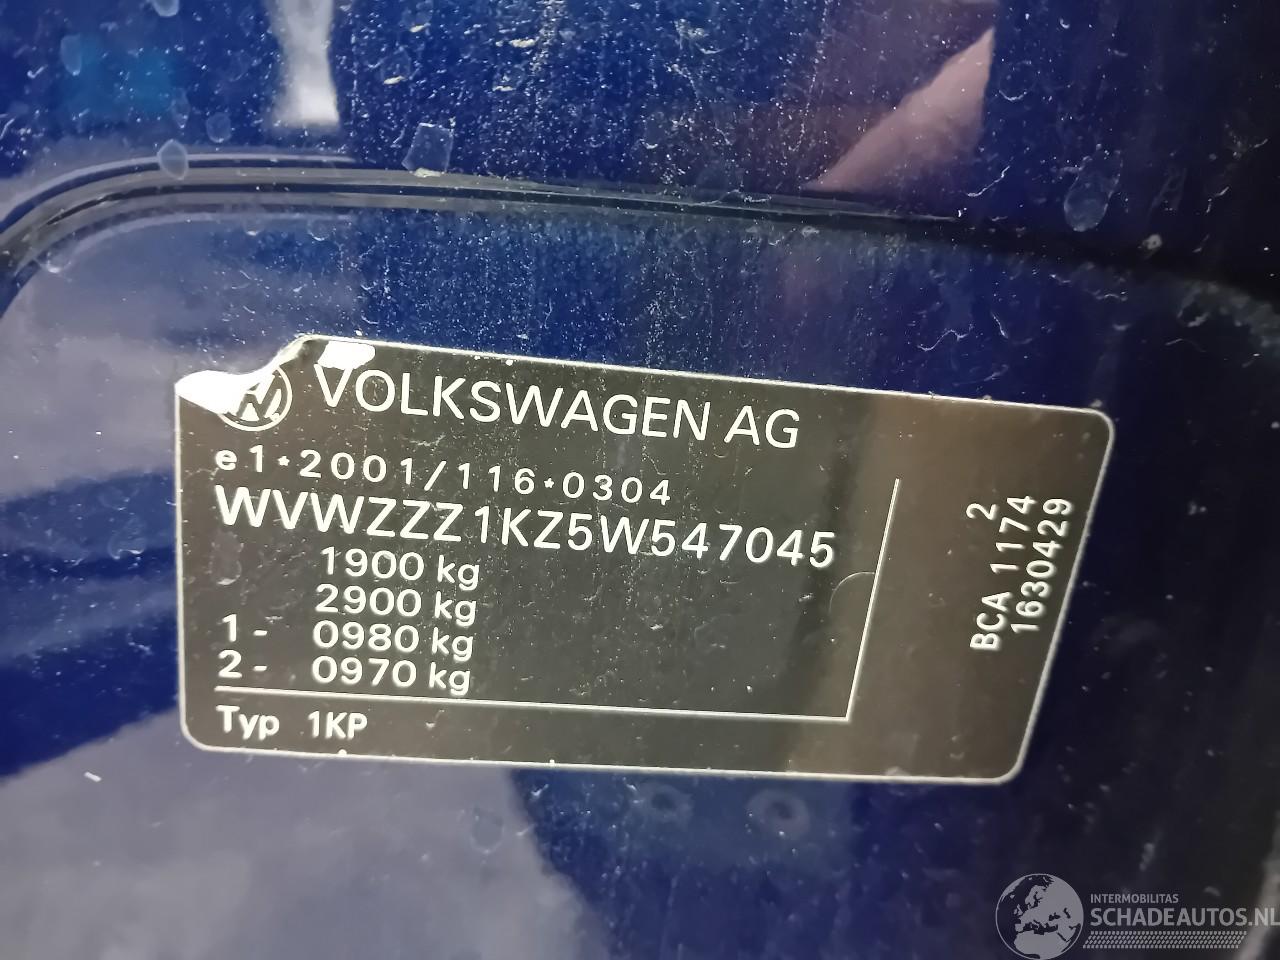 VOLKSWAGEN AG
e1*2001/116*0304
WVWZZZ1KZ5W547045
1900 kg
2900 kg
1- 0980 kg
2- 0970 kg
Typ 1KP
2
BCA 1174
1630429
INTERMOBILITAS
SCHADEAUTOS.NL